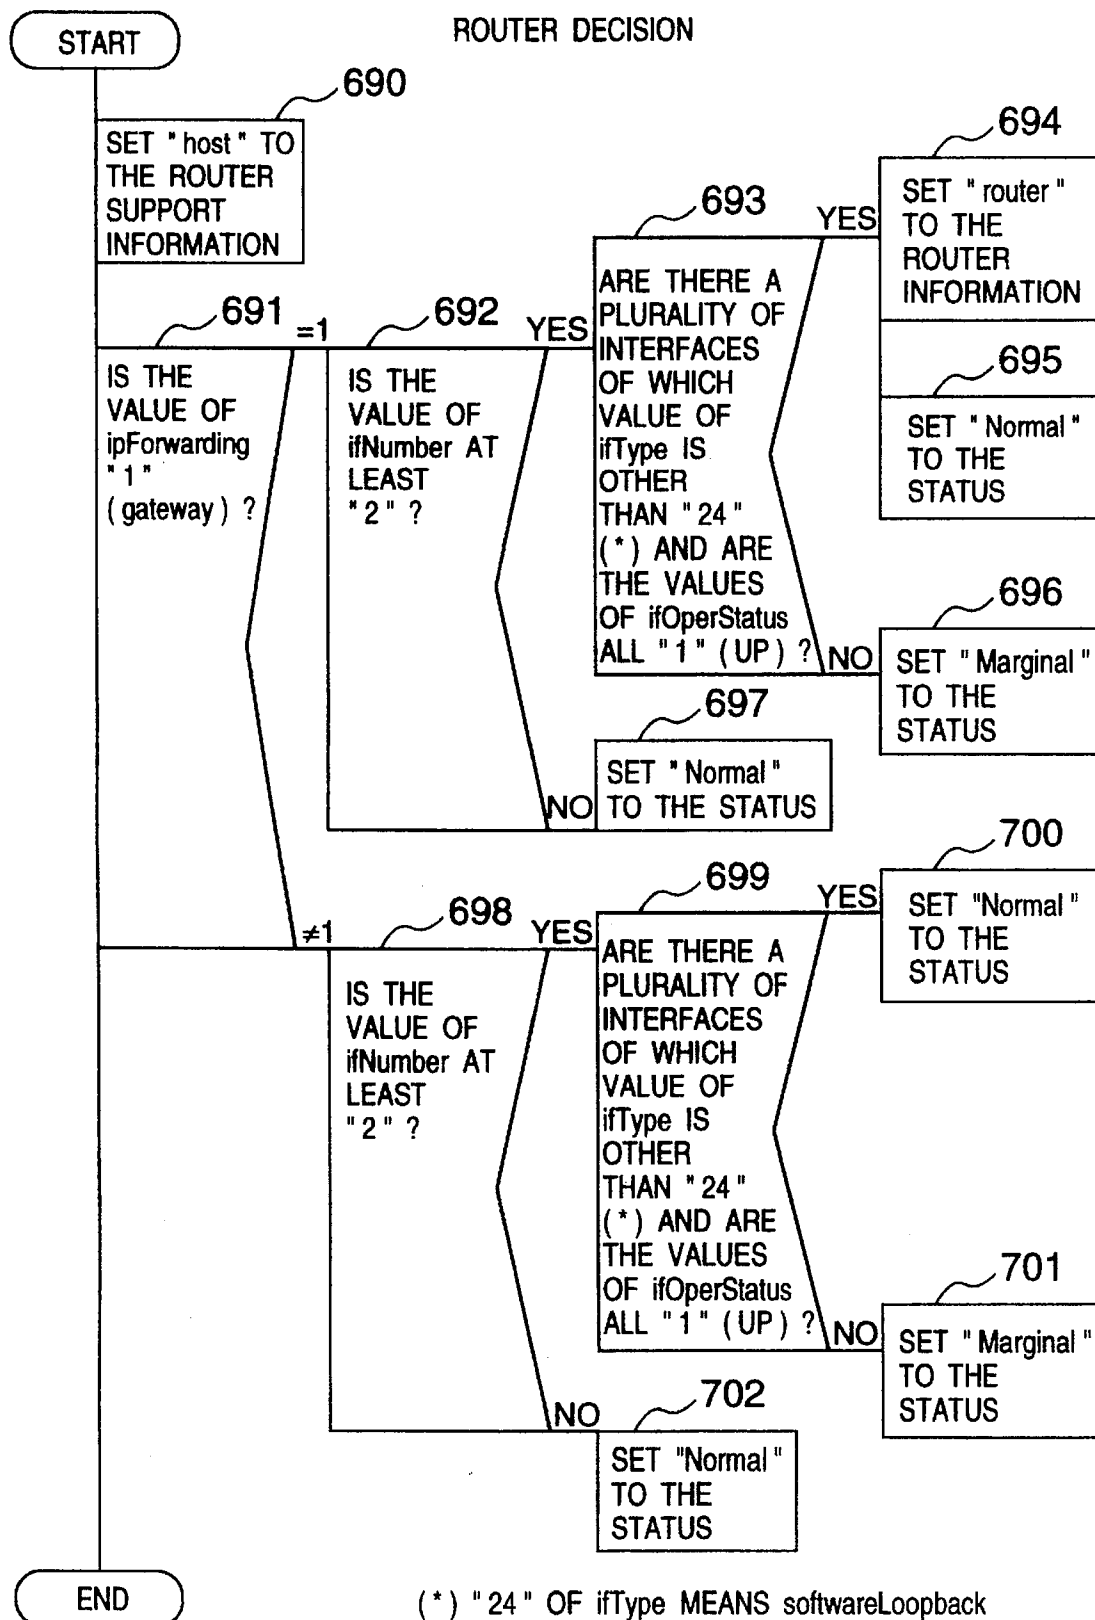 START
ROUTER DECISION
690
SET "host" TO
THE ROUTER
SUPPORT
INFORMATION
691
=1
IS THE
VALUE OF
ipForwarding
"1"
(gateway) ?
692
YES
IS THE
VALUE OF
ifNumber AT
LEAST
"2" ?
693
YES
ARE THERE A
PLURALITY OF
INTERFACES
OF WHICH
VALUE OF
ifType IS
OTHER
THAN "24"
(*) AND ARE
THE VALUES
OF ifOperStatus
ALL "1" (UP) ?
NO
694
SET "router"
TO THE
ROUTER
INFORMATION
695
SET "Normal"
TO THE
STATUS
696
SET "Marginal"
TO THE
STATUS
NO
697
SET "Normal"
TO THE STATUS
≠1
698
YES
IS THE
VALUE OF
ifNumber AT
LEAST
"2" ?
699
YES
ARE THERE A
PLURALITY OF
INTERFACES
OF WHICH
VALUE OF
ifType IS
OTHER
THAN "24"
(*) AND ARE
THE VALUES
OF ifOperStatus
ALL "1" (UP) ?
NO
700
SET "Normal"
TO THE
STATUS
701
SET "Marginal"
TO THE
STATUS
NO
702
SET "Normal"
TO THE
STATUS
END
(*) "24" OF ifType MEANS softwareLoopback